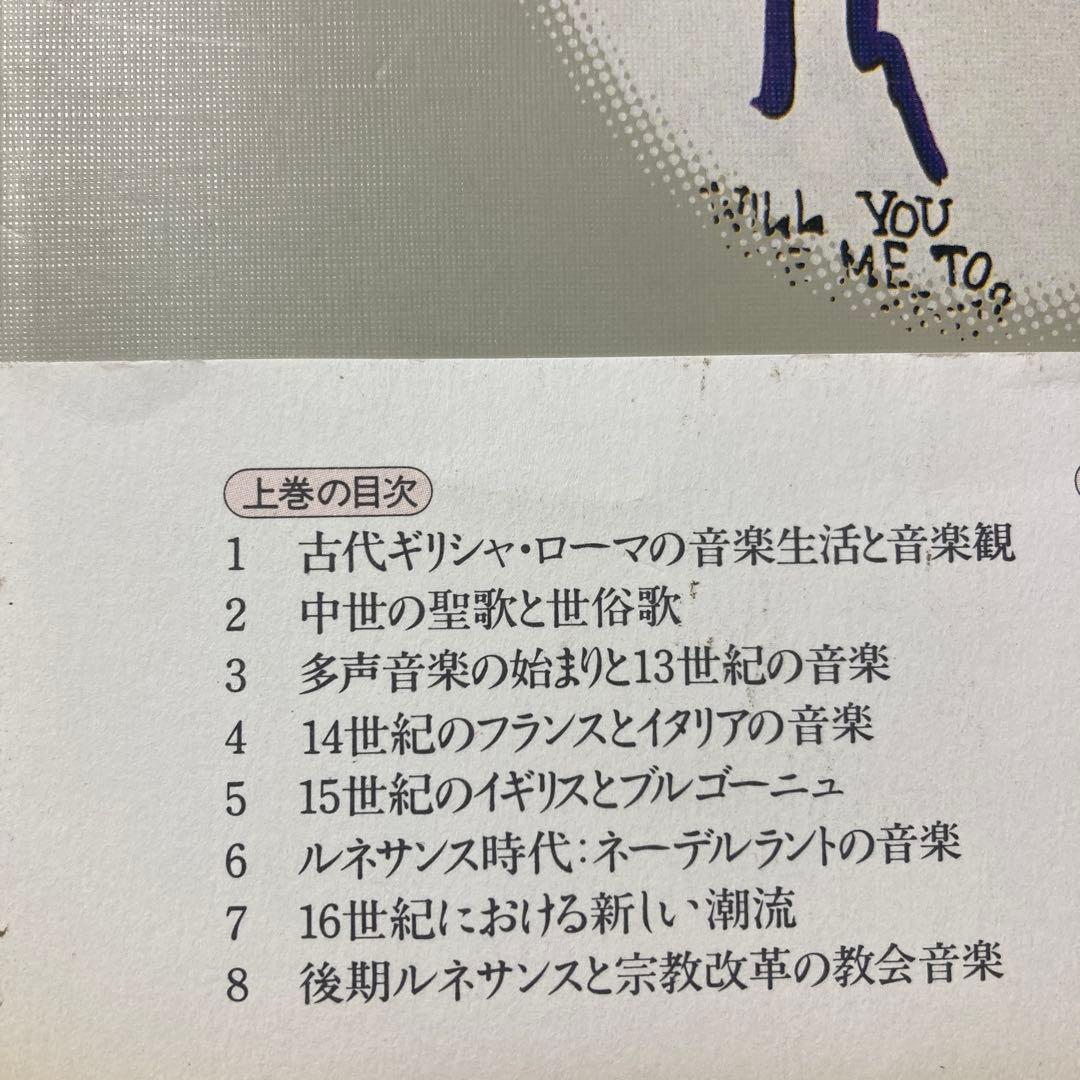 WILL YOU
ME TO?
上巻の目次
1 古代ギリシャ・ローマの音楽生活と音楽観
2 中世の聖歌と世俗歌
3 多声音楽の始まりと13世紀の音楽
4 14世紀のフランスとイタリアの音楽
5 15世紀のイギリスとブルゴーニュ
6 ルネサンス時代：ネーデルラントの音楽
7 16世紀における新しい潮流
8 後期ルネサンスと宗教改革の教会音楽